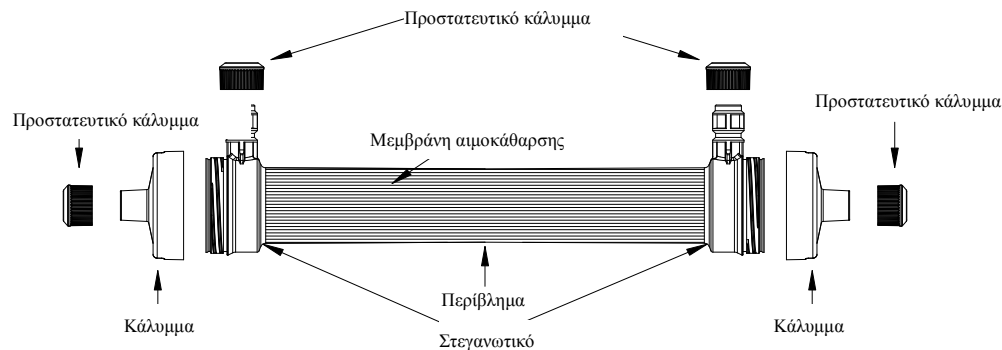 Προστατευτικό κάλυμμα
Προστατευτικό κάλυμμα
Προστατευτικό κάλυμμα
Μεμβράνη αιμοκάθαρσης
Περίβλημα
Κάλυμμα
Στεγανωτικό
Κάλυμμα